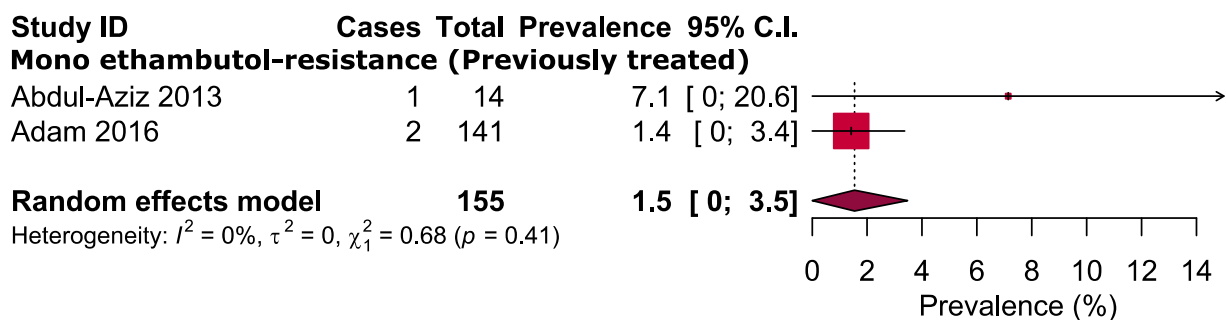 Study ID Cases Total Prevalence 95% C.I.
Mono ethambutol-resistance (Previously treated)
Abdul-Aziz 2013 1 14 7.1 [ 0; 20.6]
Adam 2016 2 141 1.4 [ 0; 3.4]
Random effects model 155 1.5 [ 0; 3.5]
Heterogeneity: I² = 0%, τ² = 0, χ₁² = 0.68 (p = 0.41)
0 2 4 6 8 10 12 14
Prevalence (%)